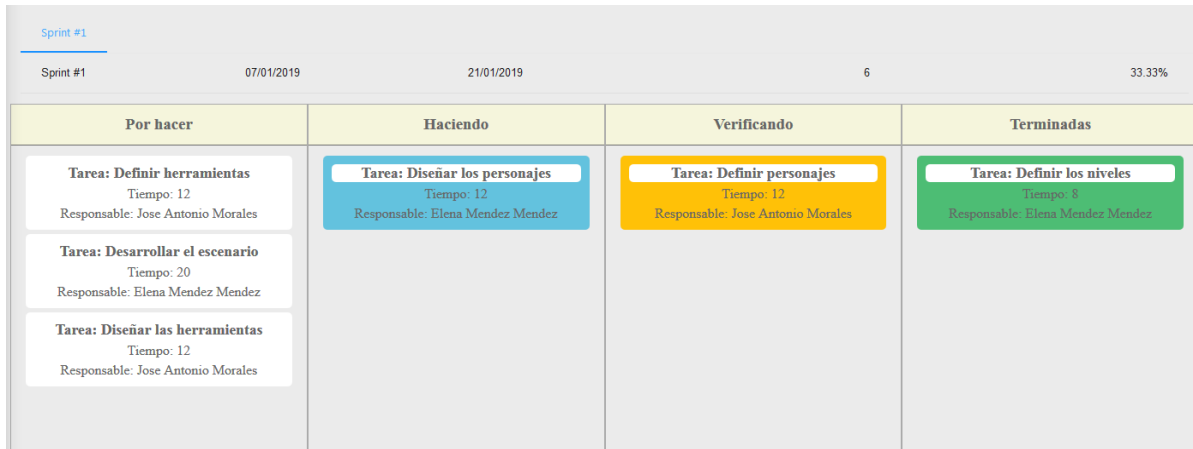 Sprint #1
Sprint #1 07/01/2019 21/01/2019 6 33.33%
Por hacer Haciendo Verificando Terminadas
Tarea: Definir herramientas
Tiempo: 12
Responsable: Jose Antonio Morales
Tarea: Desarrollar el escenario
Tiempo: 20
Responsable: Elena Mendez Mendez
Tarea: Diseñar las herramientas
Tiempo: 12
Responsable: Jose Antonio Morales
Tarea: Diseñar los personajes
Tiempo: 12
Responsable: Elena Mendez Mendez
Tarea: Definir personajes
Tiempo: 12
Responsable: Jose Antonio Morales
Tarea: Definir los niveles
Tiempo: 8
Responsable: Elena Mendez Mendez